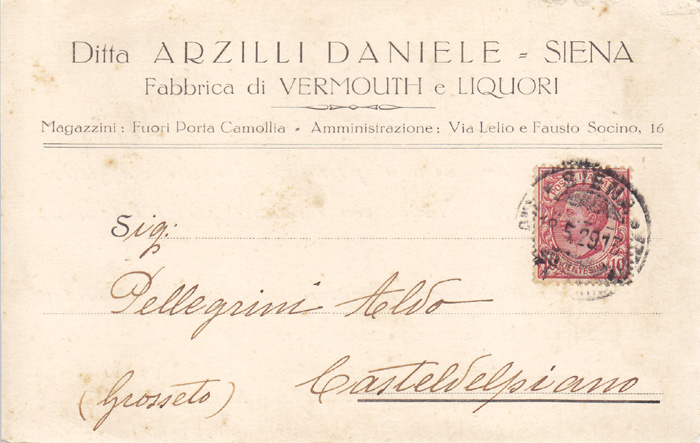 Ditta ARZILLI DANIELE - SIENA
Fabbrica di VERMOUTH e LIQUORI
Magazzini: Fuori Porta Camollia - Amministrazione: Via Lelio e Fausto Socino, 16
Sig:
Pellegrini Aldo
(Grosseto) Casteldelpiano